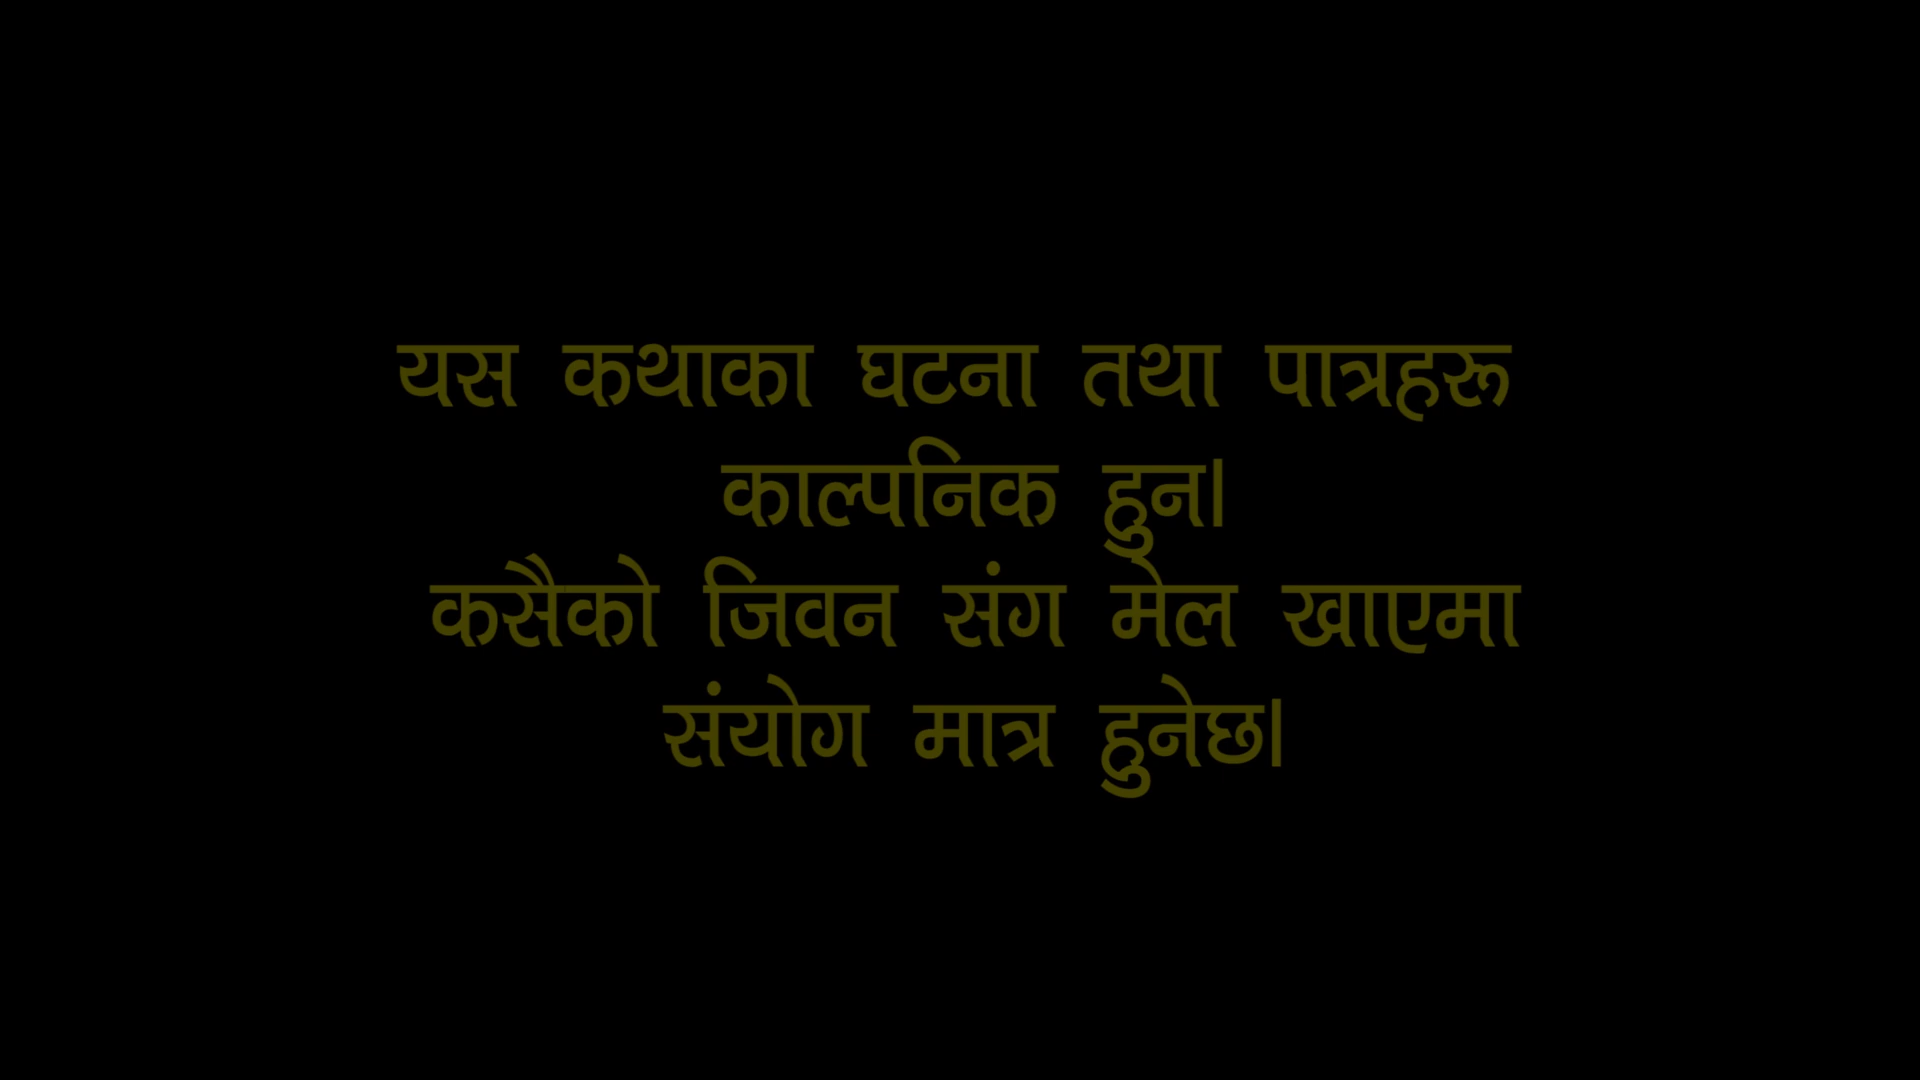 यस कथाका घटना तथा पात्रहरू
काल्पनिक हुन।
कसैको जिवन संग मेल खाएमा
संयोग मात्र हुनेछ।